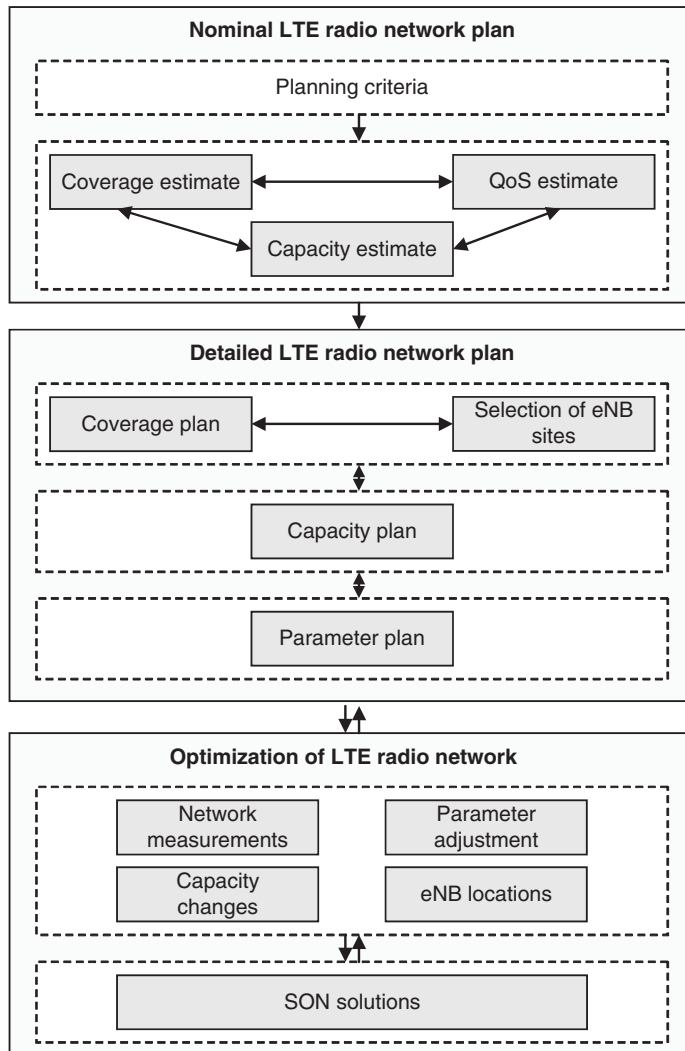 Nominal LTE radio network plan
Planning criteria
Coverage estimate
QoS estimate
Capacity estimate
Detailed LTE radio network plan
Coverage plan
Selection of eNB
sites
Capacity plan
Parameter plan
Optimization of LTE radio network
Network
measurements
Parameter
adjustment
Capacity
changes
eNB locations
SON solutions